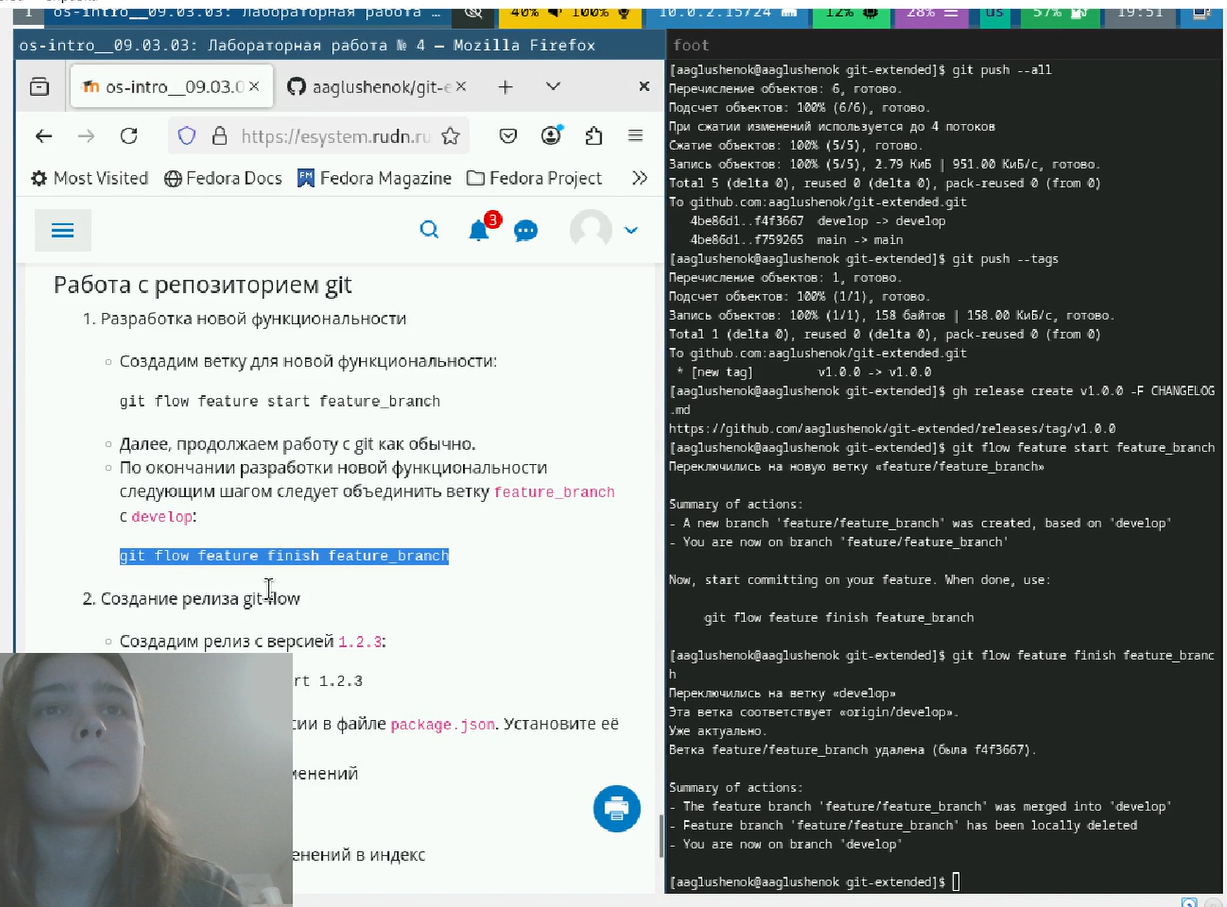 1 os-intro__09.03.03: Лабораторная работа … 40% 100% 10.0.2.15724 12% 28% us 57% 19:51
os-intro__09.03.03: Лабораторная работа № 4 — Mozilla Firefox
os-intro__09.03.0
aaglushenok/git-e
https://esystem.rudn.ru
Most Visited Fedora Docs Fedora Magazine Fedora Project
3
Работа с репозиторием git
1. Разработка новой функциональности
Создадим ветку для новой функциональности:
git flow feature start feature_branch
Далее, продолжаем работу c git как обычно.
По окончании разработки новой функциональности
следующим шагом следует объединить ветку feature_branch
c develop:
git flow feature finish feature_branch
2. Создание релиза git-flow
Создадим релиз с версией 1.2.3:
rt 1.2.3
сии в файле package.json. Установите её
менений
енений в индекс
foot
[aaglushenok@aaglushenok git-extended]$ git push --all
Перечисление объектов: 6, готово.
Подсчет объектов: 100% (6/6), готово.
При сжатии изменений используется до 4 потоков
Сжатие объектов: 100% (5/5), готово.
Запись объектов: 100% (5/5), 2.79 КиБ | 951.00 КиБ/с, готово.
Total 5 (delta 0), reused 0 (delta 0), pack-reused 0 (from 0)
To github.com:aaglushenok/git-extended.git
4be86d1..f4f3667 develop -> develop
4be86d1..f759265 main -> main
[aaglushenok@aaglushenok git-extended]$ git push --tags
Перечисление объектов: 1, готово.
Подсчет объектов: 100% (1/1), готово.
Запись объектов: 100% (1/1), 158 байтов | 158.00 КиБ/с, готово.
Total 1 (delta 0), reused 0 (delta 0), pack-reused 0 (from 0)
To github.com:aaglushenok/git-extended.git
* [new tag] v1.0.0 -> v1.0.0
[aaglushenok@aaglushenok git-extended]$ gh release create v1.0.0 -F CHANGELOG
.md
https://github.com/aaglushenok/git-extended/releases/tag/v1.0.0
[aaglushenok@aaglushenok git-extended]$ git flow feature start feature_branch
Переключились на новую ветку «feature/feature_branch»
Summary of actions:
- A new branch 'feature/feature_branch' was created, based on 'develop'
- You are now on branch 'feature/feature_branch'
Now, start committing on your feature. When done, use:
git flow feature finish feature_branch
[aaglushenok@aaglushenok git-extended]$ git flow feature finish feature_branc
h
Переключились на ветку «develop»
Эта ветка соответствует «origin/develop».
Уже актуально.
Ветка feature/feature_branch удалена (была f4f3667).
Summary of actions:
- The feature branch 'feature/feature_branch' was merged into 'develop'
- Feature branch 'feature/feature_branch' has been locally deleted
- You are now on branch 'develop'
[aaglushenok@aaglushenok git-extended]$